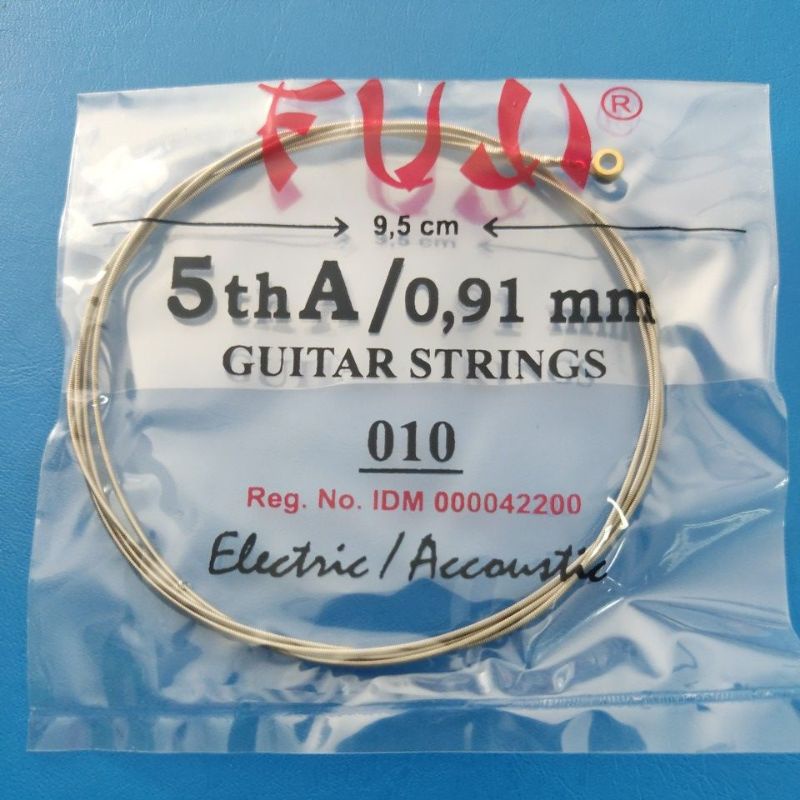 FUJI®
9,5 cm
5thA/0,91 mm
GUITAR STRINGS
010
Reg. No. IDM 000042200
Electric/Accoustic